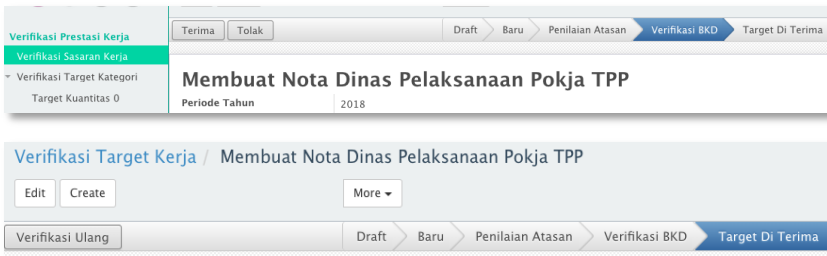 Terima Tolak Draft Baru Penilaian Atasan Verifikasi BKD Target Di Terima
Verifikasi Prestasi Kerja
Verifikasi Sasaran Kerja
Verifikasi Target Kategori
Target Kuantitas 0
Membuat Nota Dinas Pelaksanaan Pokja TPP
Periode Tahun 2018
Verifikasi Target Kerja / Membuat Nota Dinas Pelaksanaan Pokja TPP
Edit Create More
Verifikasi Ulang Draft Baru Penilaian Atasan Verifikasi BKD Target Di Terima